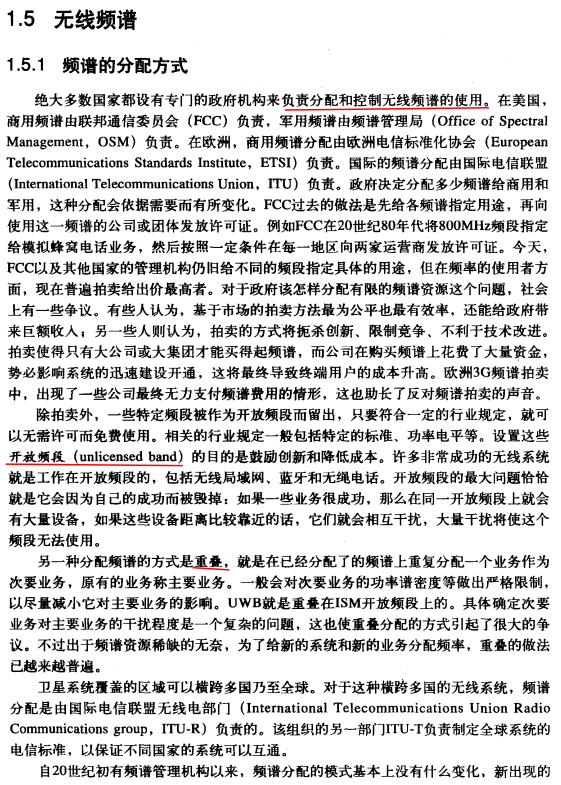 1.5 无线频谱
1.5.1 频谱的分配方式
绝大多数国家都设有专门的政府机构来负责分配和控制无线频谱的使用。在美国，
商用频谱由联邦通信委员会（FCC）负责，军用频谱由频谱管理局（Office of Spectral
Management，OSM）负责。在欧洲，商用频谱分配由欧洲电信标准化协会（European
Telecommunications Standards Institute，ETSI）负责。国际的频谱分配由国际电信联盟
（International Telecommunications Union，ITU）负责。政府决定分配多少频谱给商用和
军用，这种分配会依据需要而有所变化。FCC过去的做法是先给各频谱指定用途，再向
使用这一频谱的公司或团体发放许可证。例如FCC在20世纪80年代将800MHz频段指定
给模拟蜂窝电话业务，然后按照一定条件在每一地区向两家运营商发放许可证。今天，
FCC以及其他国家的管理机构仍旧给不同的频段指定具体的用途，但在频率的使用者方
面，现在普遍拍卖给出价最高者。对于政府该怎样分配有限的频谱资源这个问题，社会
上有一些争议。有些人认为，基于市场的拍卖方法最为公平也最有效率，还能给政府带
来巨额收入；另一些人则认为，拍卖的方式将扼杀创新、限制竞争、不利于技术改进。
拍卖使得只有大公司或大集团才能买得起频谱，而公司在购买频谱上花费了大量资金，
势必影响系统的迅速建设开通，这将最终导致终端用户的成本升高。欧洲3G频谱拍卖
中，出现了一些公司最终无力支付频谱费用的情形，这也助长了反对频谱拍卖的声音。
除拍卖外，一些特定频段被作为开放频段而留出，只要符合一定的行业规定，就可
以无需许可而免费使用。相关的行业规定一般包括特定的标准、功率电平等。设置这些
开放频段（unlicensed band）的目的是鼓励创新和降低成本。许多非常成功的无线系统
就是工作在开放频段的，包括无线局域网、蓝牙和无绳电话。开放频段的最大问题恰恰
就是它会因为自己的成功而被毁掉：如果一些业务很成功，那么在同一开放频段上就会
有大量设备，如果这些设备距离比较靠近的话，它们就会相互干扰，大量干扰将使这个
频段无法使用。
另一种分配频谱的方式是重叠，就是在已经分配了的频谱上重复分配一个业务作为
次要业务，原有的业务称主要业务。一般会对次要业务的功率谱密度等做出严格限制，
以尽量减小它对主要业务的影响。UWB就是重叠在ISM开放频段上的。具体确定次要
业务对主要业务的干扰程度是一个复杂的问题，这也使重叠分配的方式引起了很大的争
议。不过出于频谱资源稀缺的无奈，为了给新的系统和新的业务分配频率，重叠的做法
已越来越普遍。
卫星系统覆盖的区域可以横跨多国乃至全球。对于这种横跨多国的无线系统，频谱
分配是由国际电信联盟无线电部门（International Telecommunications Union Radio
Communications group，ITU-R）负责的。该组织的另一部门ITU-T负责制定全球系统的
电信标准，以保证不同国家的系统可以互通。
自20世纪初有频谱管理机构以来，频谱分配的模式基本上没有什么变化，新出现的